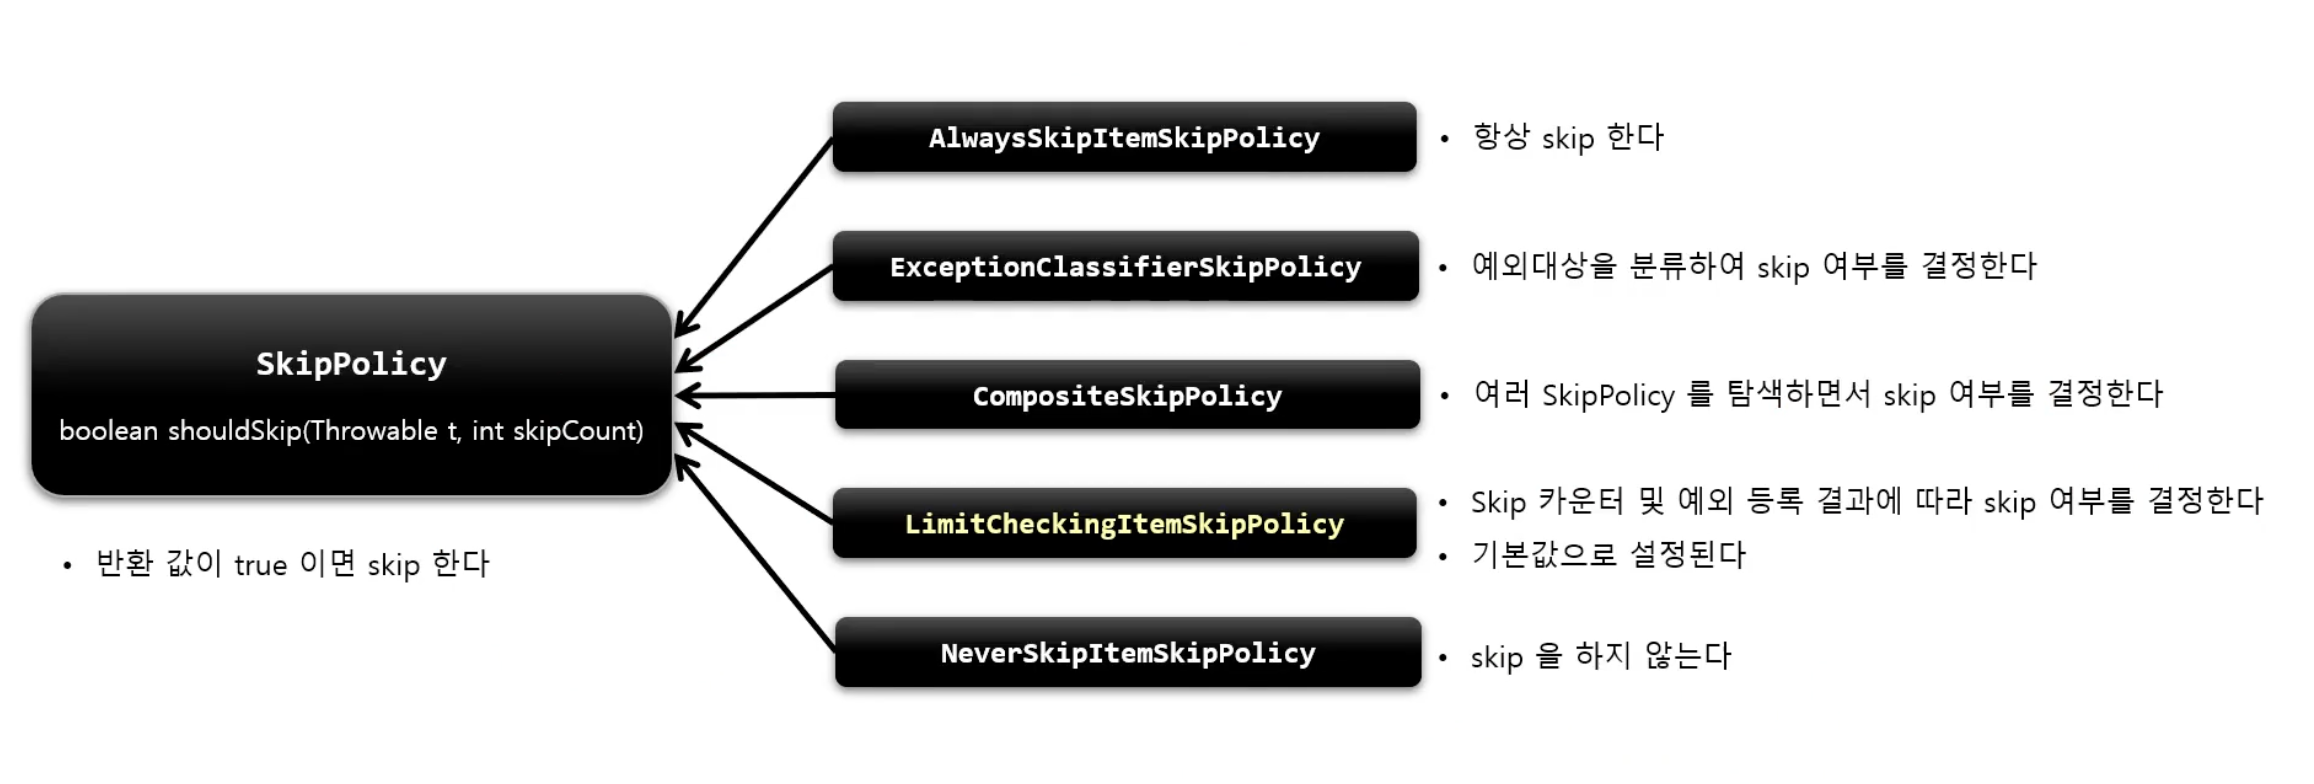 AlwaysSkipItemSkipPolicy
• 항상 skip 한다
ExceptionClassifierSkipPolicy
• 예외대상을 분류하여 skip 여부를 결정한다
SkipPolicy
boolean shouldSkip(Throwable t, int skipCount)
• 반환 값이 true 이면 skip 한다
CompositeSkipPolicy
• 여러 SkipPolicy 를 탐색하면서 skip 여부를 결정한다
LimitCheckingItemSkipPolicy
• Skip 카운터 및 예외 등록 결과에 따라 skip 여부를 결정한다
• 기본값으로 설정된다
NeverSkipItemSkipPolicy
• skip 을 하지 않는다